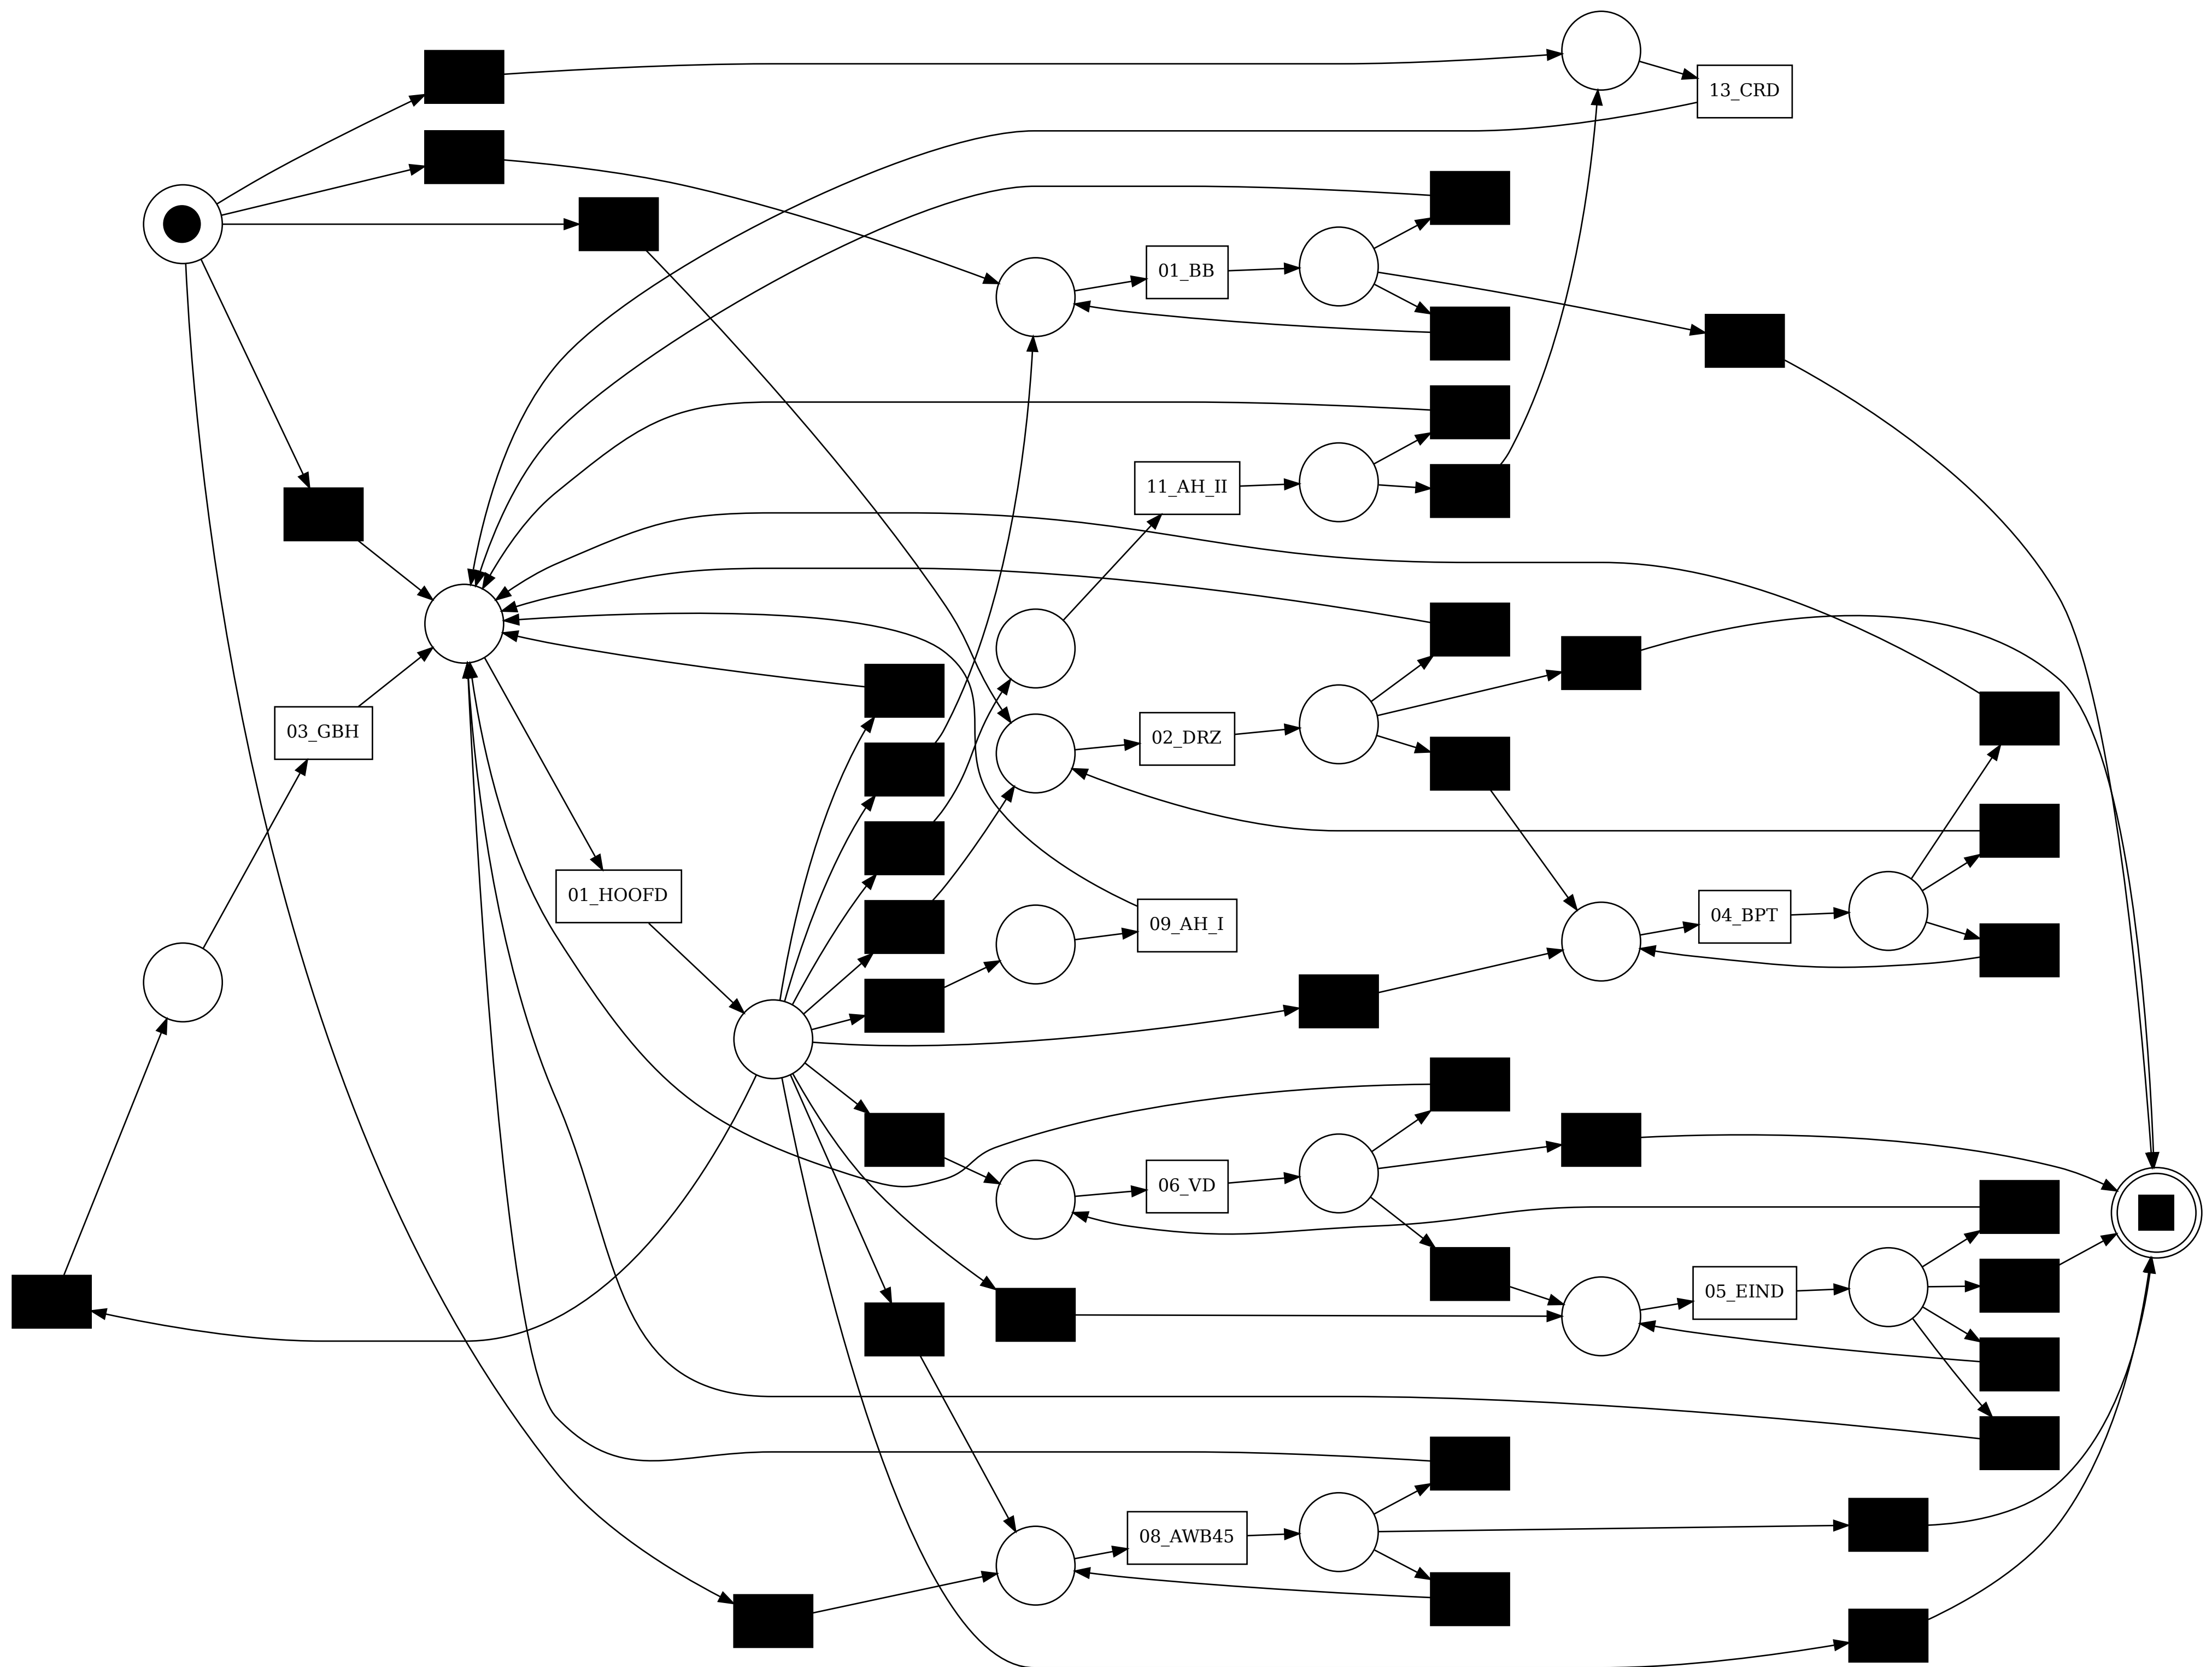 13_CRD
01_BB
11_AH_II
03_GBH
02_DRZ
01_HOOFD
09_AH_I
04_BPT
06_VD
05_EIND
08_AWB45